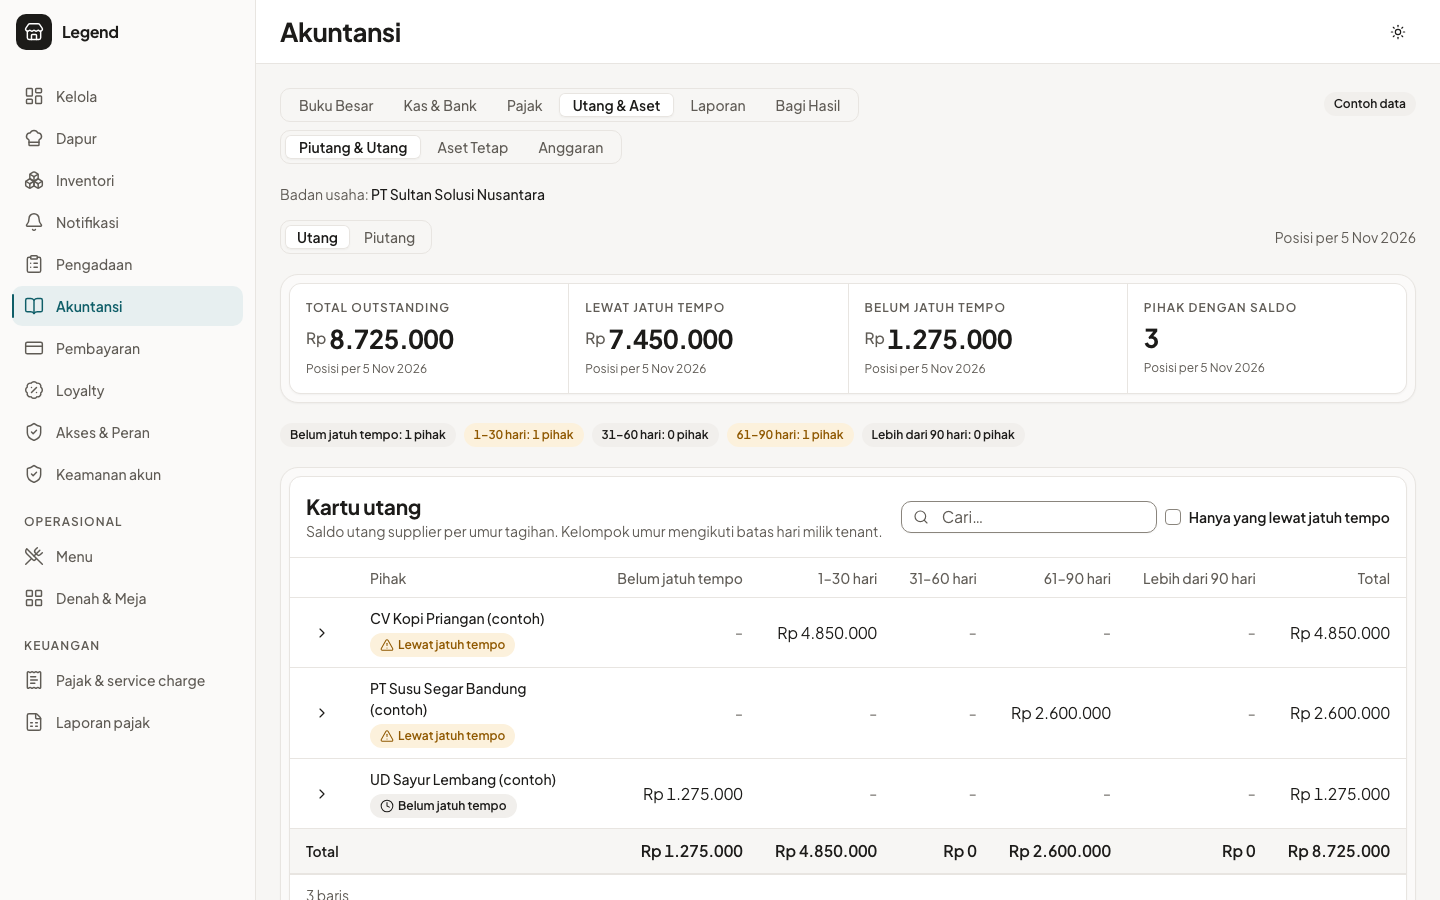 Legend
Akuntansi
Kelola
Dapur
Inventori
Notifikasi
Pengadaan
Akuntansi
Pembayaran
Loyalty
Akses & Peran
Keamanan akun
OPERASIONAL
Menu
Denah & Meja
KEUANGAN
Pajak & service charge
Laporan pajak
Buku Besar Kas & Bank Pajak Utang & Aset Laporan Bagi Hasil
Contoh data
Piutang & Utang Aset Tetap Anggaran
Badan usaha: PT Sultan Solusi Nusantara
Utang Piutang
Posisi per 5 Nov 2026
TOTAL OUTSTANDING
Rp 8.725.000
Posisi per 5 Nov 2026
LEWAT JATUH TEMPO
Rp 7.450.000
Posisi per 5 Nov 2026
BELUM JATUH TEMPO
Rp 1.275.000
Posisi per 5 Nov 2026
PIHAK DENGAN SALDO
3
Posisi per 5 Nov 2026
Belum jatuh tempo: 1 pihak 1–30 hari: 1 pihak 31–60 hari: 0 pihak 61–90 hari: 1 pihak Lebih dari 90 hari: 0 pihak
Kartu utang
Saldo utang supplier per umur tagihan. Kelompok umur mengikuti batas hari milik tenant.
Cari...
Hanya yang lewat jatuh tempo
Pihak Belum jatuh tempo 1–30 hari 31–60 hari 61–90 hari Lebih dari 90 hari Total
CV Kopi Priangan (contoh)
Lewat jatuh tempo
– Rp 4.850.000 – – – Rp 4.850.000
PT Susu Segar Bandung
(contoh)
Lewat jatuh tempo
– – – Rp 2.600.000 – Rp 2.600.000
UD Sayur Lembang (contoh)
Belum jatuh tempo
Rp 1.275.000 – – – – Rp 1.275.000
Total Rp 1.275.000 Rp 4.850.000 Rp 0 Rp 2.600.000 Rp 0 Rp 8.725.000
3 baris